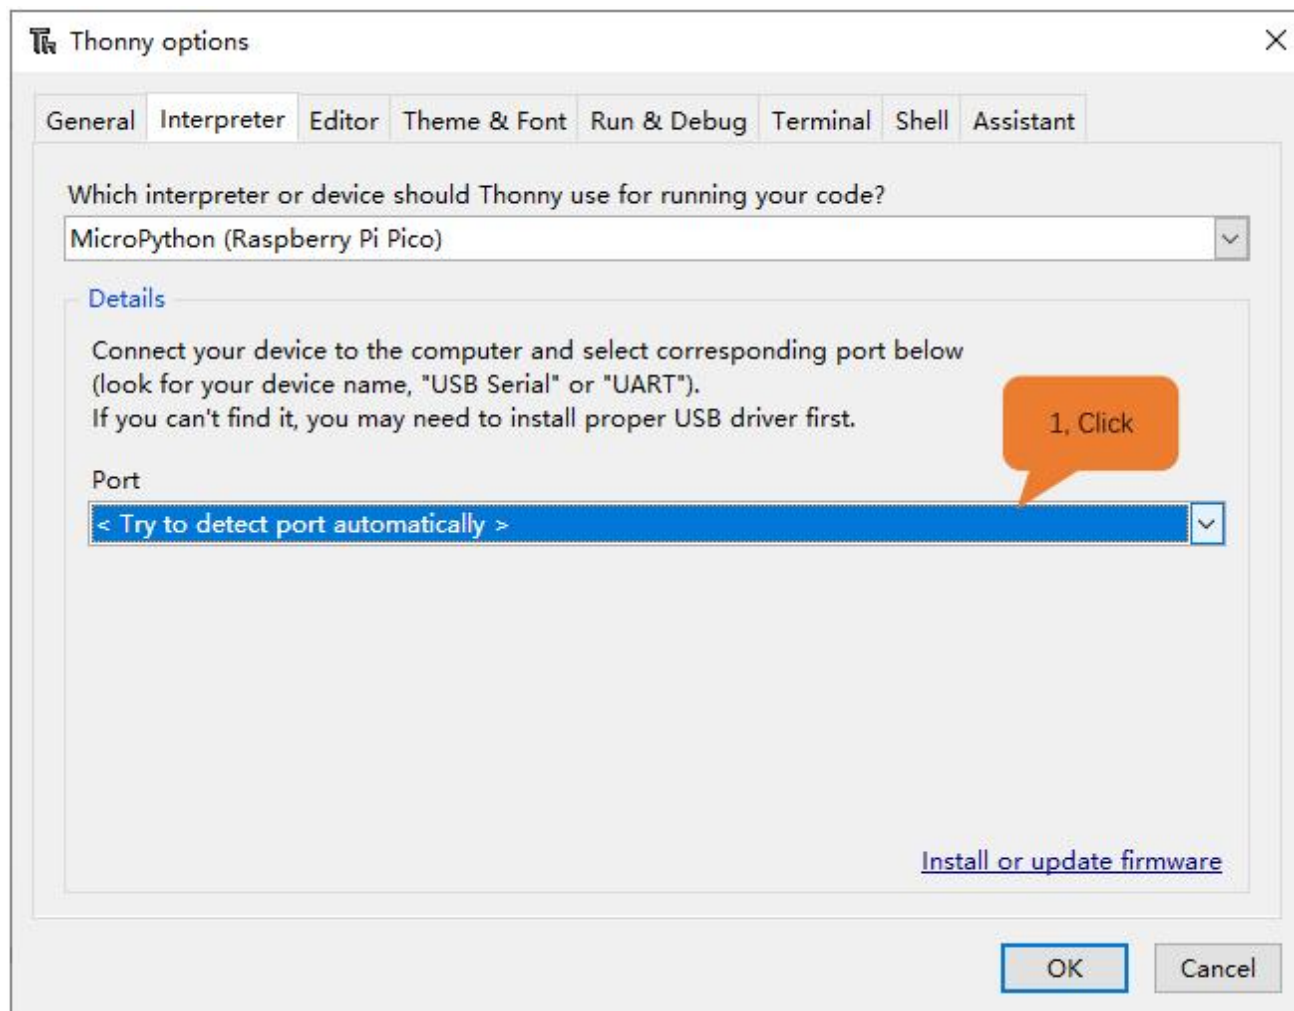 Thonny options
General Interpreter Editor Theme & Font Run & Debug Terminal Shell Assistant
Which interpreter or device should Thonny use for running your code?
MicroPython (Raspberry Pi Pico)
Details
Connect your device to the computer and select corresponding port below
(look for your device name, "USB Serial" or "UART").
If you can't find it, you may need to install proper USB driver first.
1, Click
Port
< Try to detect port automatically >
Install or update firmware
OK Cancel